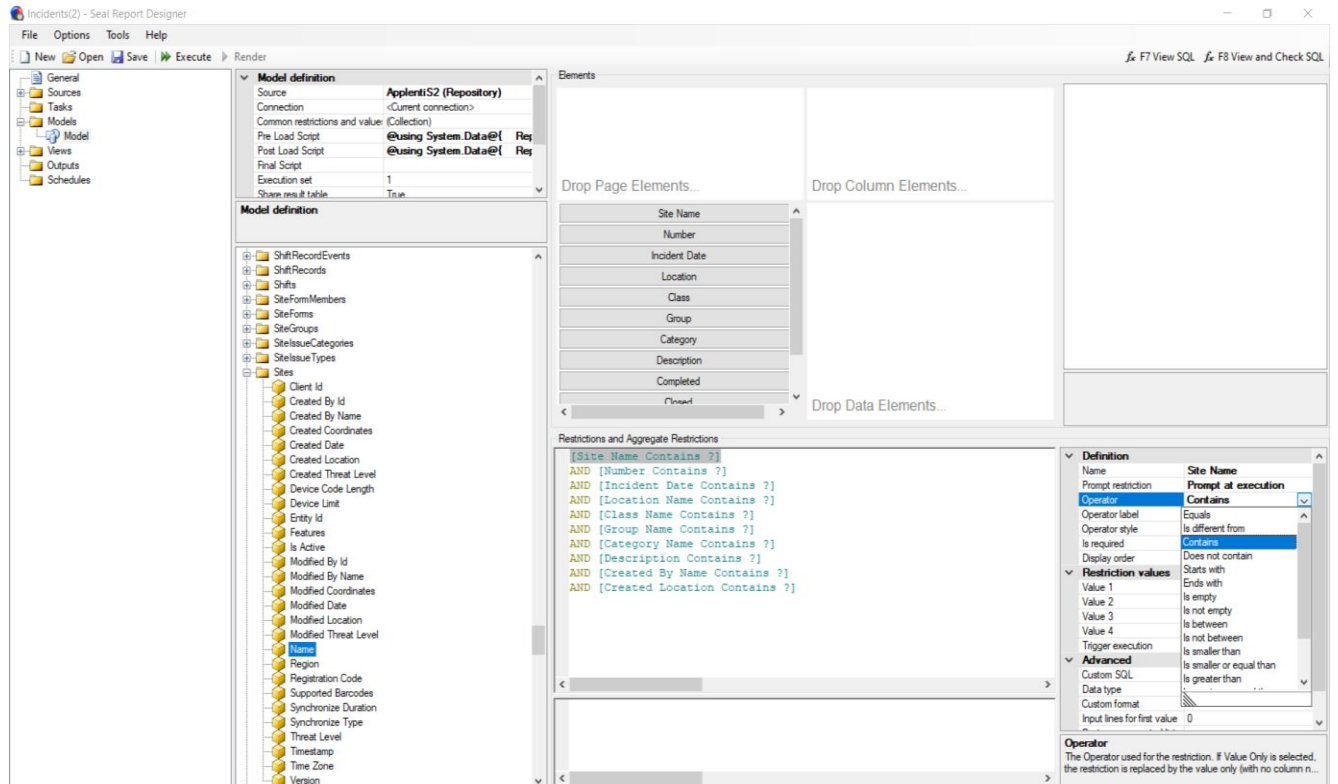 Incidents(2) - Seal Report Designer
File Options Tools Help
New Open Save Execute Render
fx F7 View SQL fx F8 View and Check SQL
General
Sources
Tasks
Models
Model
Views
Outputs
Schedules
Model definition
Source ApplentiS2 (Repository)
Connection <Current connection>
Common restrictions and value: (Collection)
Pre Load Script @using System.Data@{ Rep
Post Load Script @using System.Data@{ Rep
Final Script
Execution set 1
Share result table True
Model definition
ShiftRecordEvents
ShiftRecords
Shifts
SiteFormMembers
SiteForms
SiteGroups
SiteIssueCategories
SiteIssueTypes
Sites
Client Id
Created By Id
Created By Name
Created Coordinates
Created Date
Created Location
Created Threat Level
Device Code Length
Device Limit
Entity Id
Features
Is Active
Modified By Id
Modified By Name
Modified Coordinates
Modified Date
Modified Location
Modified Threat Level
Name
Region
Registration Code
Supported Barcodes
Synchronize Duration
Synchronize Type
Threat Level
Timestamp
Time Zone
Version
Elements
Drop Page Elements...
Drop Column Elements...
Site Name
Number
Incident Date
Location
Class
Group
Category
Description
Completed
Closed
Drop Data Elements...
Restrictions and Aggregate Restrictions
[Site Name Contains ?]
AND [Number Contains ?]
AND [Incident Date Contains ?]
AND [Location Name Contains ?]
AND [Class Name Contains ?]
AND [Group Name Contains ?]
AND [Category Name Contains ?]
AND [Description Contains ?]
AND [Created By Name Contains ?]
AND [Created Location Contains ?]
Definition
Name Site Name
Prompt restriction Prompt at execution
Operator Contains
Operator label
Operator style
Is required
Display order
Restriction values
Value 1
Value 2
Value 3
Value 4
Trigger execution
Advanced
Custom SQL
Data type
Custom format
Input lines for first value 0
Equals
Is different from
Contains
Does not contain
Starts with
Ends with
Is empty
Is not empty
Is between
Is not between
Is smaller than
Is smaller or equal than
Is greater than
Operator
The Operator used for the restriction. If Value Only is selected,
the restriction is replaced by the value only (with no column n...